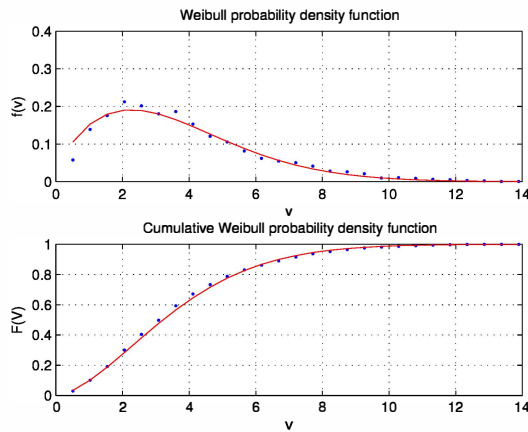 Weibull probability density function
0.4
0.3
0.2
0.1
0
f(v)
0 2 4 6 8 10 12 14
v
Cumulative Weibull probability density function
1
0.8
0.6
0.4
0.2
0
F(V)
0 2 4 6 8 10 12 14
v